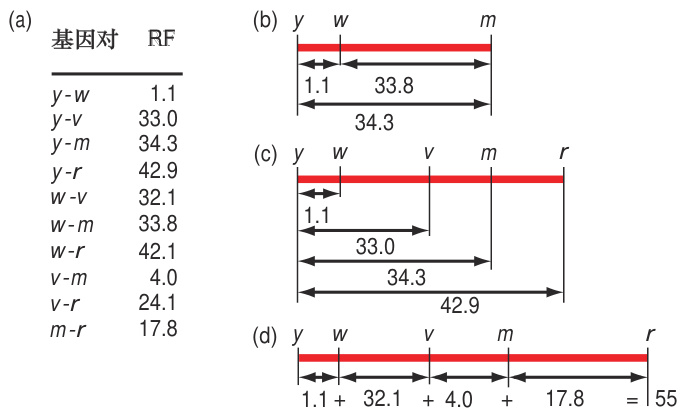 (a)
基因对 RF
y-w 1.1
y-v 33.0
y-m 34.3
y-r 42.9
w-v 32.1
w-m 33.8
w-r 42.1
v-m 4.0
v-r 24.1
m-r 17.8
(b) y w m
1.1 33.8
34.3
(c) y w v m r
1.1
33.0
34.3
42.9
(d) y w v m r
1.1 + 32.1 + 4.0 + 17.8 = 55